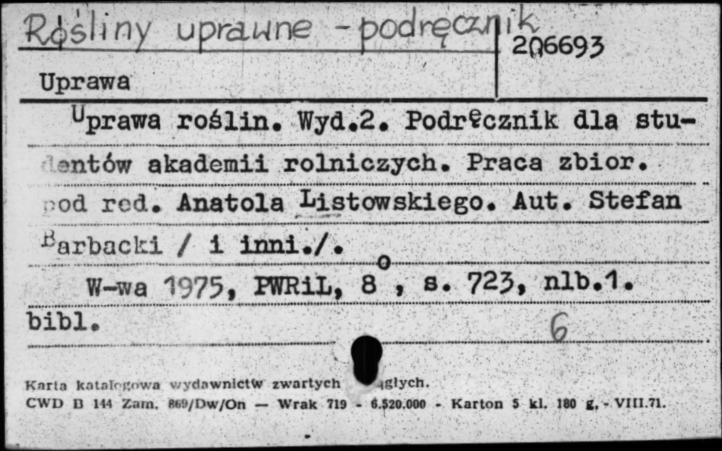 Rośliny uprawne - podręcznik
206693
Uprawa
Uprawa roślin. Wyd.2. Podręcznik dla stu-
dentów akademii rolniczych. Praca zbior.
pod red. Anatola Listowskiego. Aut. Stefan
Barbacki / i inni./.
W-wa 1975, PWRiL, 8°, s. 723, nlb.1.
bibl.
6
Karta katalogowa wydawnictw zwartych ciągłych.
CWD B 144 Zam. 869/Dw/On — Wrak 719 - 6.520.000 - Karton 5 kl. 180 g. - VIII.71.